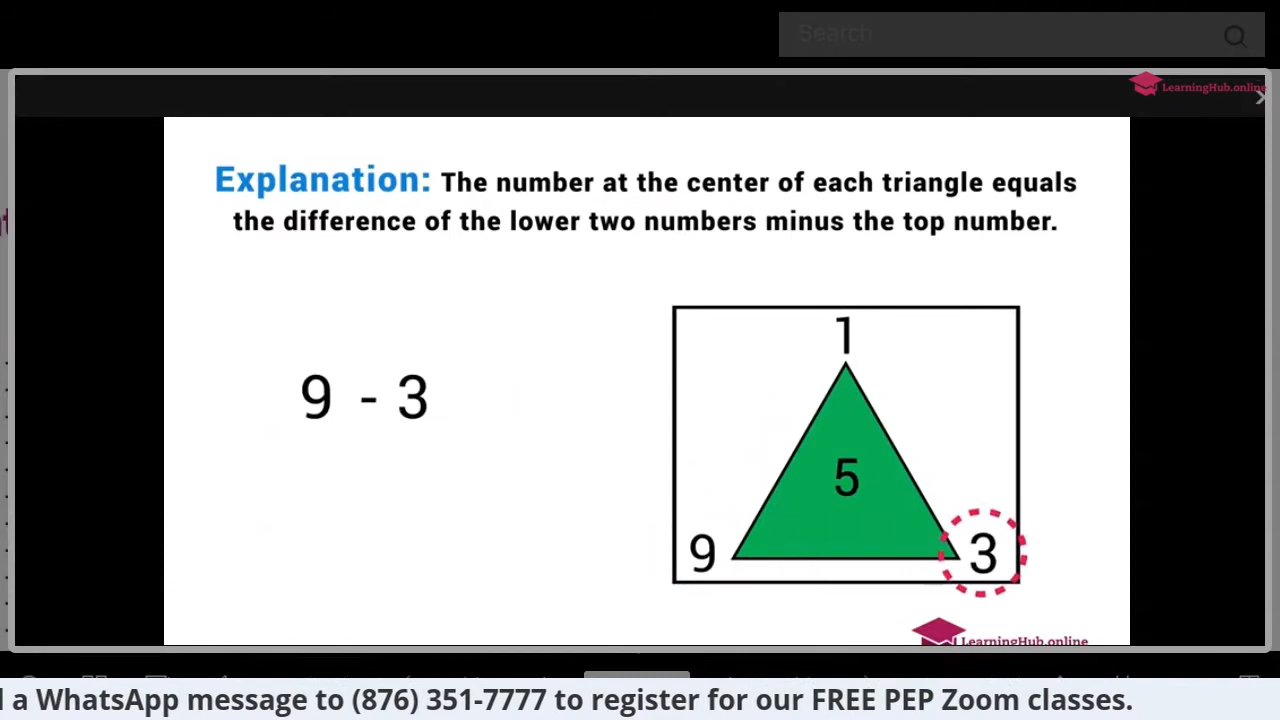 Search
LearningHub.online
Explanation: The number at the center of each triangle equals
the difference of the lower two numbers minus the top number.
1
9 - 3
5
9
3
LearningHub.online
a WhatsApp message to (876) 351-7777 to register for our FREE PEP Zoom classes.